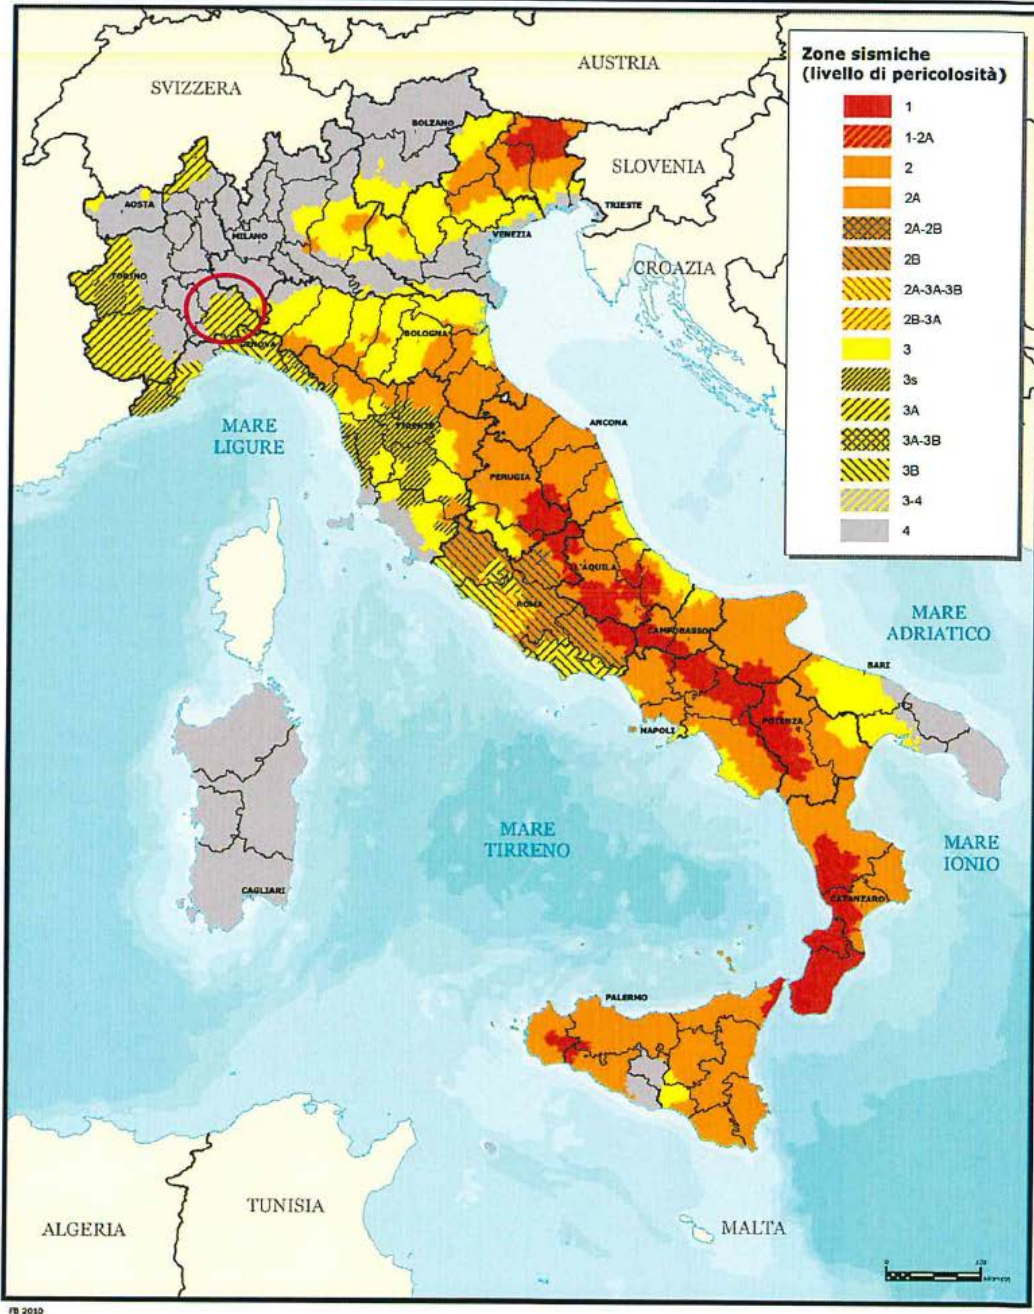 Zone sismiche
(livello di pericolosità)
1
1-2A
2
2A
2A-2B
2B
2A-3A-3B
2B-3A
3
3s
3A
3A-3B
3B
3-4
4
AUSTRIA
SVIZZERA
BOLZANO
SLOVENIA
AOSTA
TRIESTE
MILANO
VENEZIA
CROAZIA
TORINO
BOLOGNA
GENOVA
MARE
LIGURE
FIRENZE
ANCONA
PERUGIA
L'AQUILA
ROMA
CAMPOBASSO
MARE
ADRIATICO
BARI
NAPOLI
POTENZA
MARE
TIRRENO
MARE
IONIO
CAGLIARI
CATANZARO
PALERMO
TUNISIA
ALGERIA
MALTA
0
FB 2010